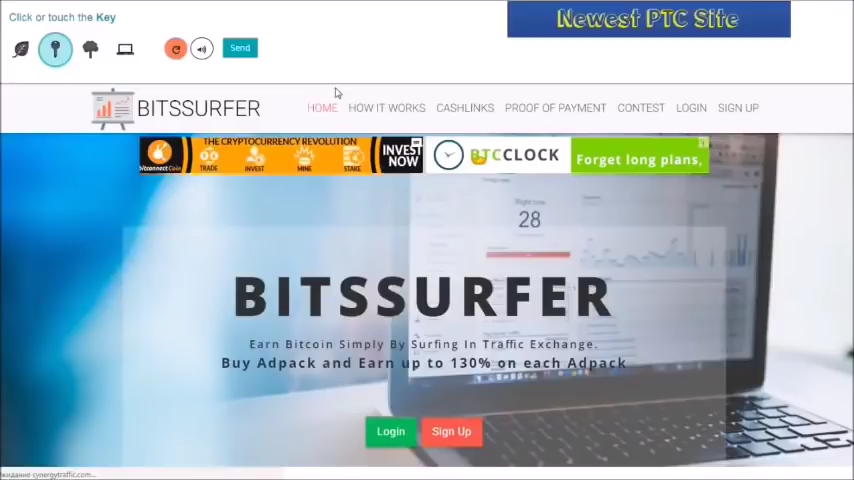 Click or touch the Key
Newest PTC Site
Send
BITSSURFER
HOME HOW IT WORKS CASHLINKS PROOF OF PAYMENT CONTEST LOGIN SIGN UP
THE CRYPTOCURRENCY REVOLUTION
bitconnect Coin
TRADE INVEST MINE STAKE
INVEST NOW
BTCCLOCK
Forget long plans,
28
BITSSURFER
Earn Bitcoin Simply By Surfing In Traffic Exchange.
Buy Adpack and Earn up to 130% on each Adpack
Login Sign Up
жидание synergytraffic.com...